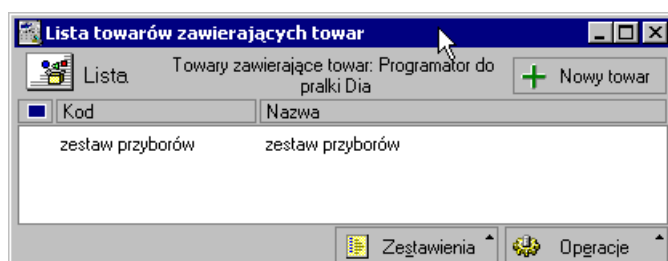 Lista towarów zawierających towar
Lista
Towary zawierające towar: Programator do
pralki Dia
Nowy towar
Kod Nazwa
zestaw przyborów zestaw przyborów
Zestawienia Operacje